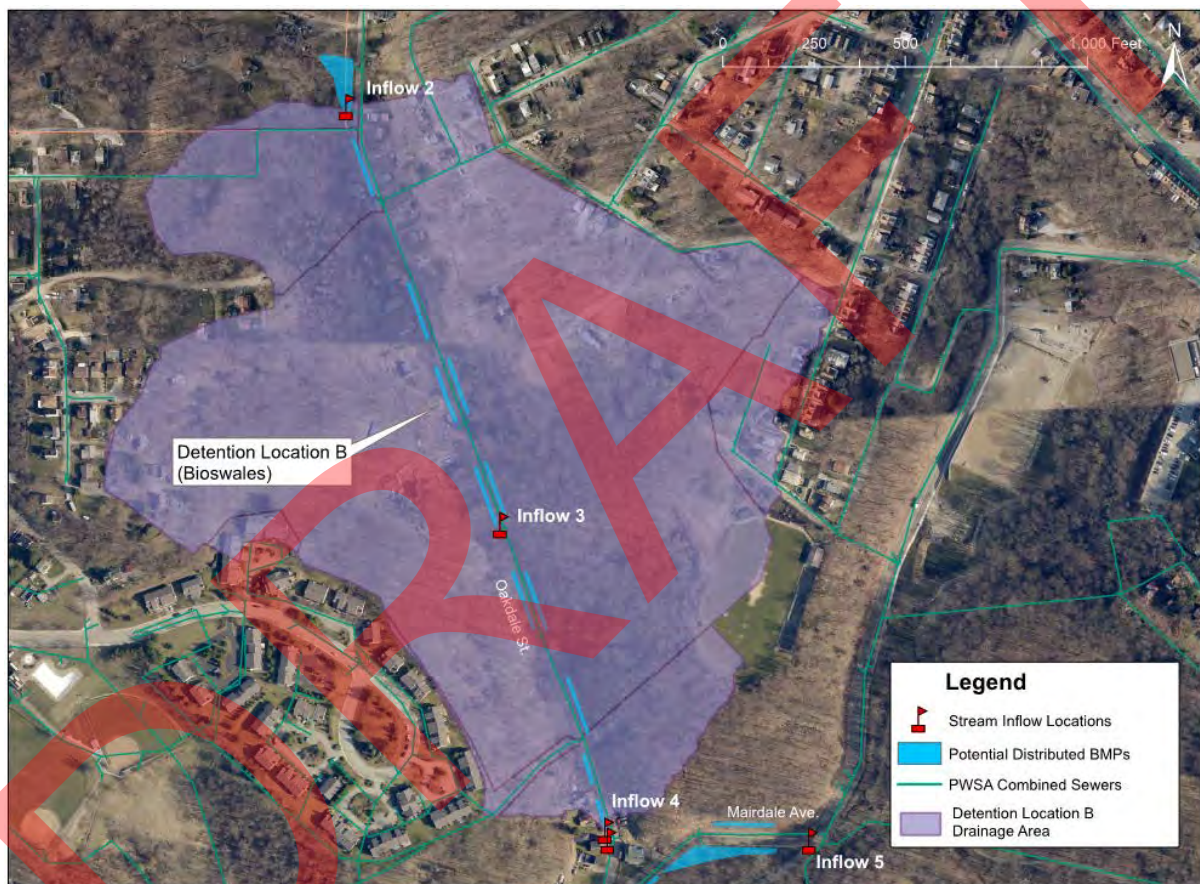 Inflow 2
0 250 500 1,000 Feet
N
Detention Location B
(Bioswales)
Inflow 3
Oakdale St.
Inflow 4
Mairdale Ave.
Inflow 5
Legend
Stream Inflow Locations
Potential Distributed BMPs
PWSA Combined Sewers
Detention Location B
Drainage Area
DRAFT